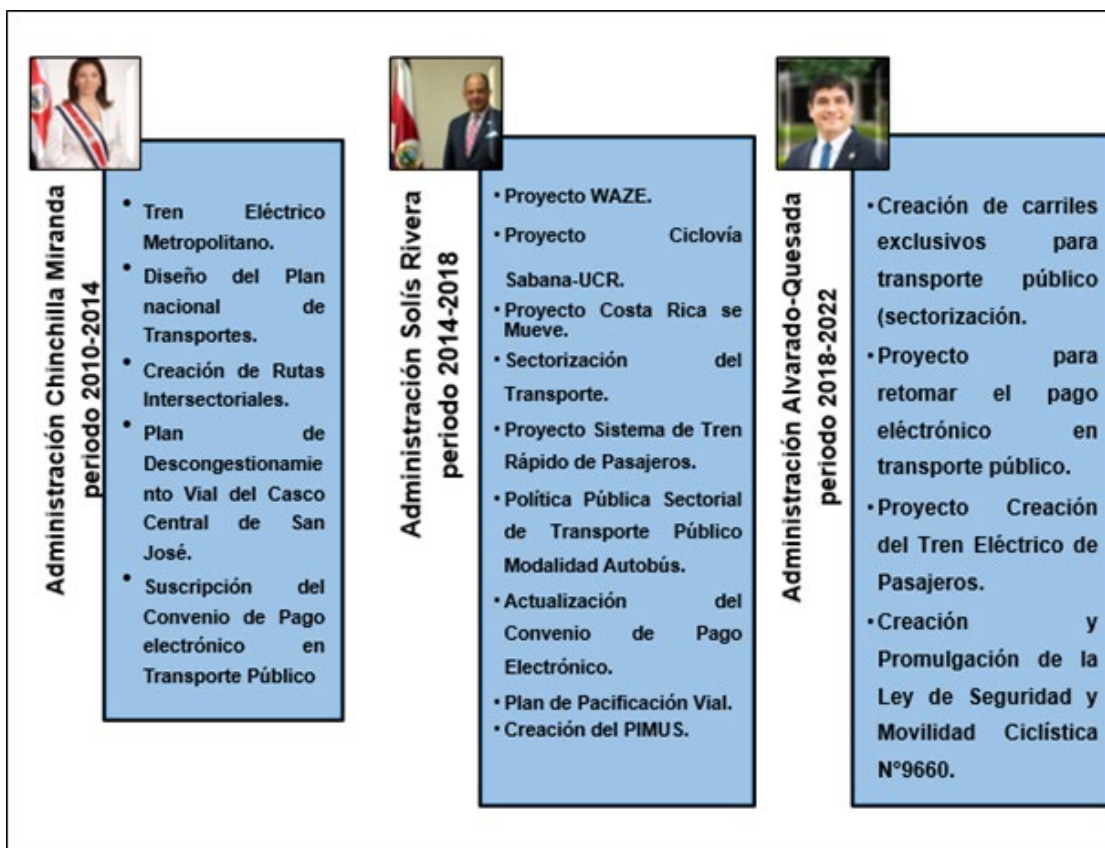 Administración Chinchilla Miranda
periodo 2010-2014
• Tren Eléctrico
Metropolitano.
• Diseño del Plan
nacional de
Transportes.
• Creación de Rutas
Intersectoriales.
• Plan de
Descongestionamie
nto Vial del Casco
Central de San
José.
• Suscripción del
Convenio de Pago
electrónico en
Transporte Público
Administración Solís Rivera
periodo 2014-2018
• Proyecto WAZE.
• Proyecto Ciclovía
Sabana-UCR.
• Proyecto Costa Rica se
Mueve.
• Sectorización del
Transporte.
• Proyecto Sistema de Tren
Rápido de Pasajeros.
• Política Pública Sectorial
de Transporte Público
Modalidad Autobús.
• Actualización del
Convenio de Pago
Electrónico.
• Plan de Pacificación Vial.
• Creación del PIMUS.
Administración Alvarado-Quesada
periodo 2018-2022
• Creación de carriles
exclusivos para
transporte público
(sectorización.
• Proyecto para
retomar el pago
eléctrónico en
transporte público.
• Proyecto Creación
del Tren Eléctrico de
Pasajeros.
• Creación y
Promulgación de la
Ley de Seguridad y
Movilidad Ciclística
N°9660.